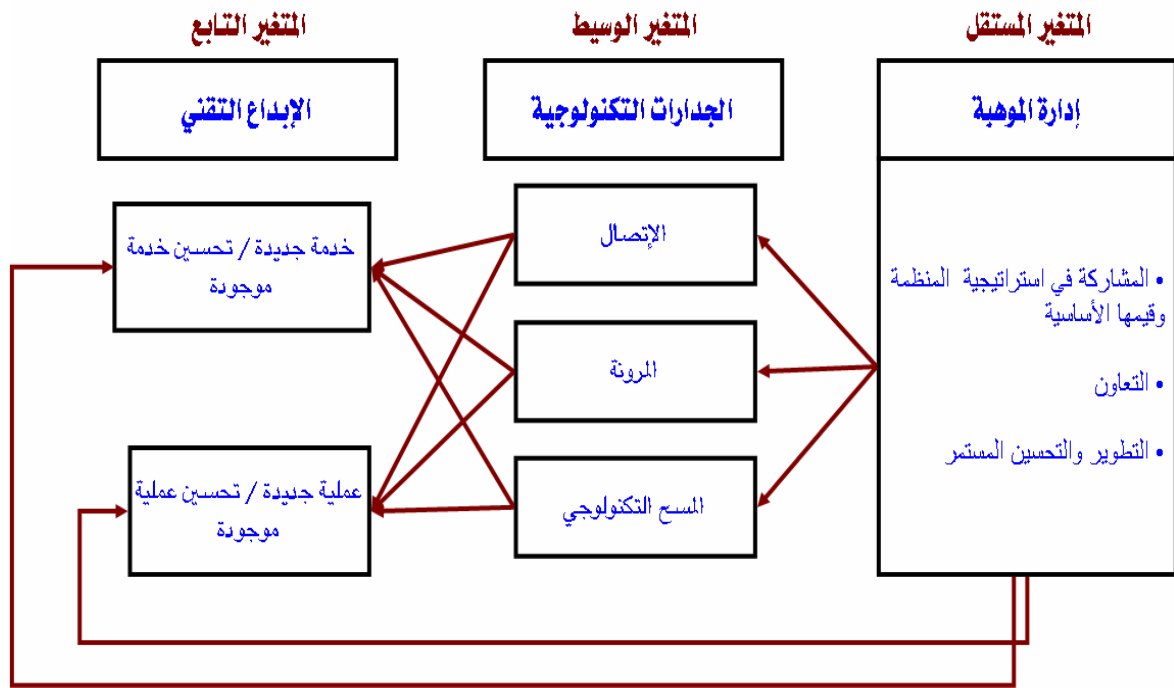 المتغير المستقل
إدارة الموهبة
• المشاركة في استراتيجية المنظمة
وقيمها الأساسية
• التعاون
• التطوير والتحسين المستمر
المتغير الوسيط
الجدارات التكنولوجية
الإتصال
المرونة
المسح التكنولوجي
المتغير التابع
الإبداع التقني
خدمة جديدة / تحسين خدمة
موجودة
عملية جديدة / تحسين عملية
موجودة